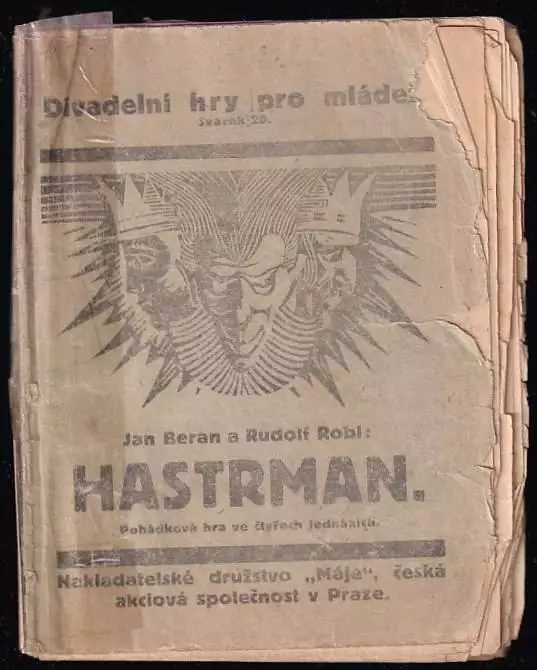 Divadelní hry pro mláde
Svazek 20.
Jan Beran a Rudolf Robl:
HASTRMAN.
Pohádková hra ve čtyřech jednáních.
Nakladatelské družstvo „Máje“, česká
akciová společnost v Praze.